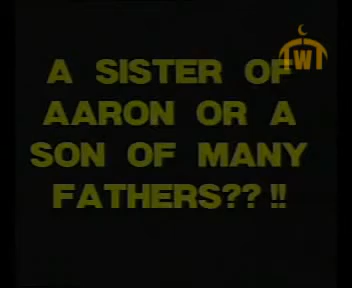 A SISTER OF
AARON OR A
SON OF MANY
FATHERS??!!